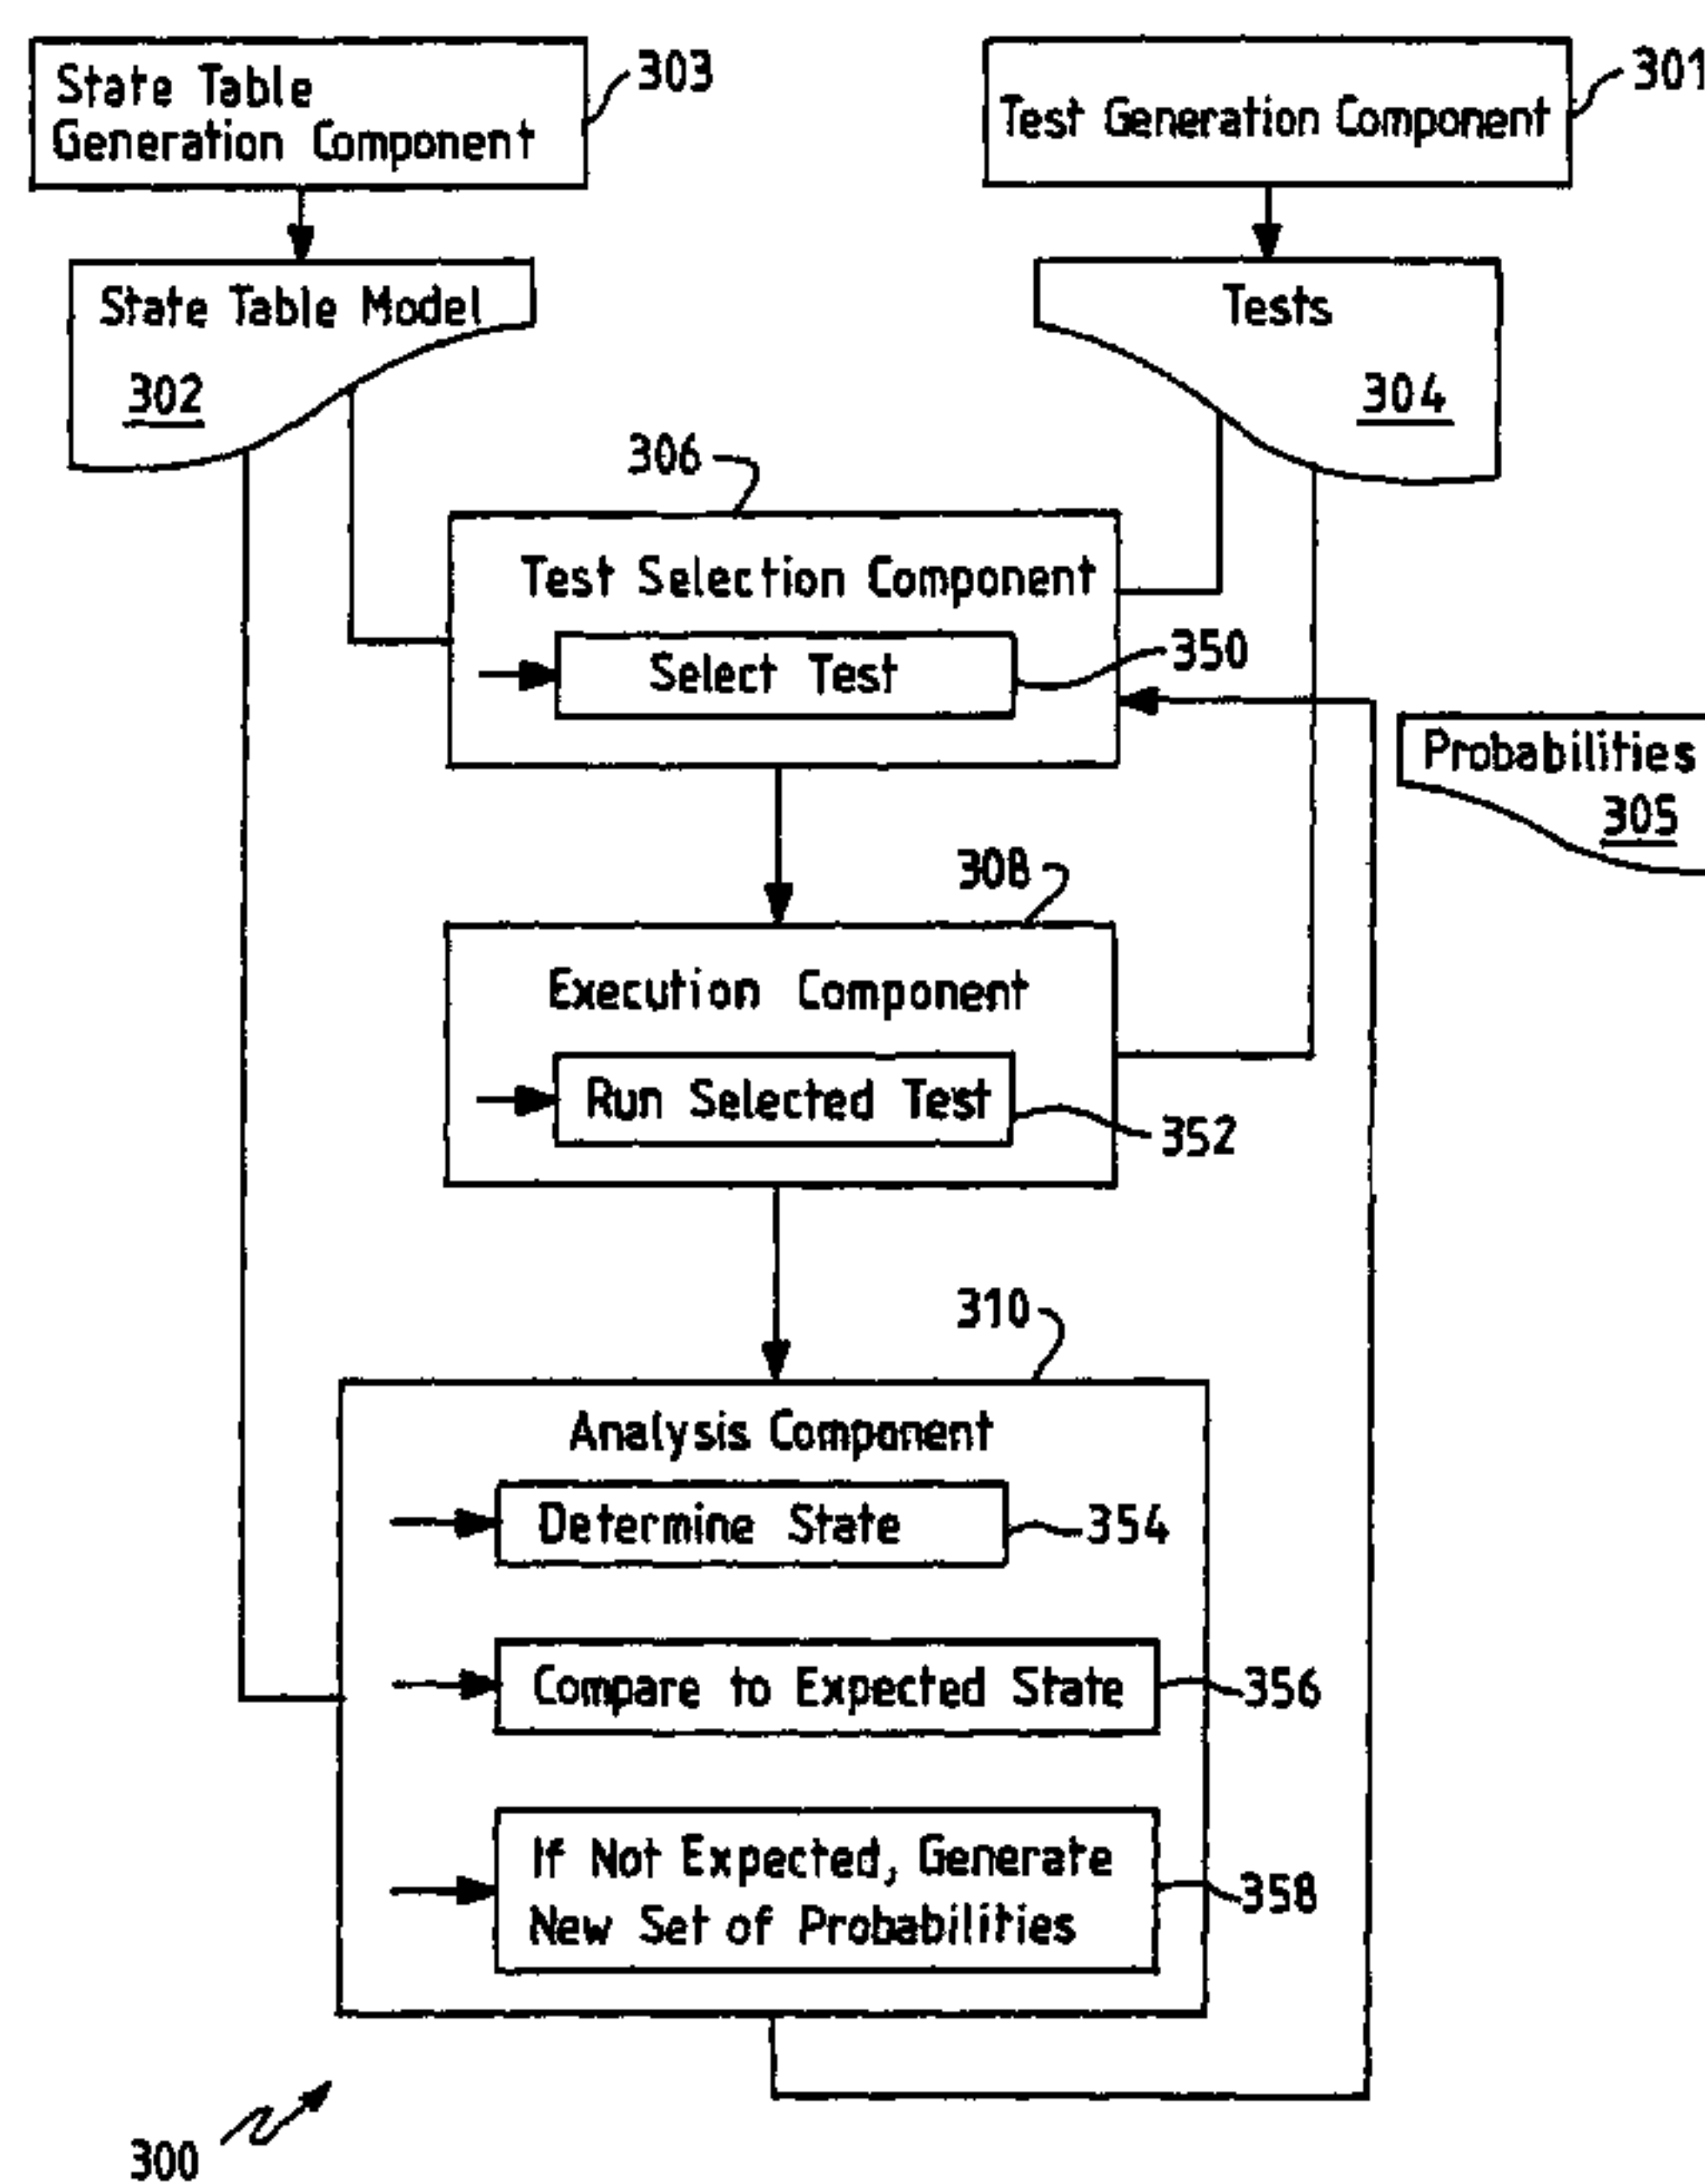 State Table
Generation Component
303
Test Generation Component
301
State Table Model
302
Tests
304
306
Test Selection Component
Select Test
350
Probabilities
305
308
Execution Component
Run Selected Test
352
310
Analysis Component
Determine State
354
Compare to Expected State
356
If Not Expected, Generate
New Set of Probabilities
358
300